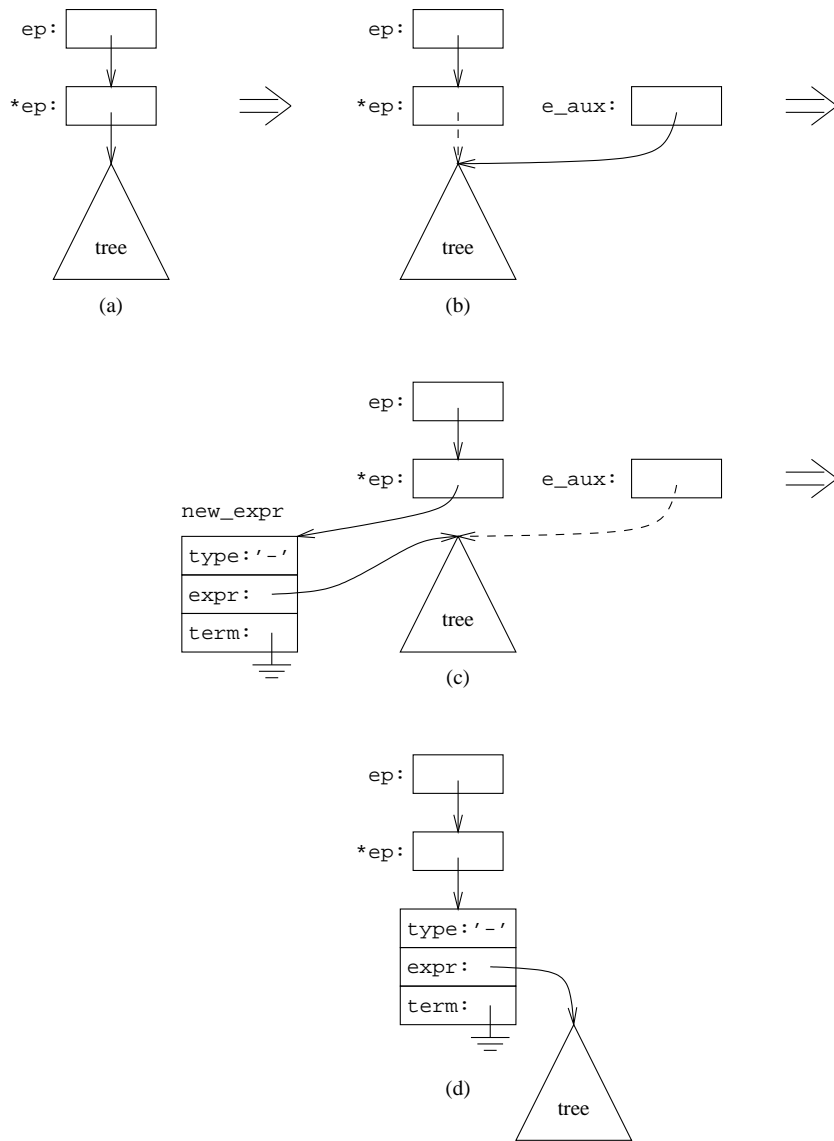 ep: ep:
*ep: *ep: e_aux:
tree tree
(a) (b)
ep:
*ep: e_aux:
new_expr
type:'-'
expr:
tree
term:
(c)
ep:
*ep:
type:'-'
expr:
term:
(d)
tree